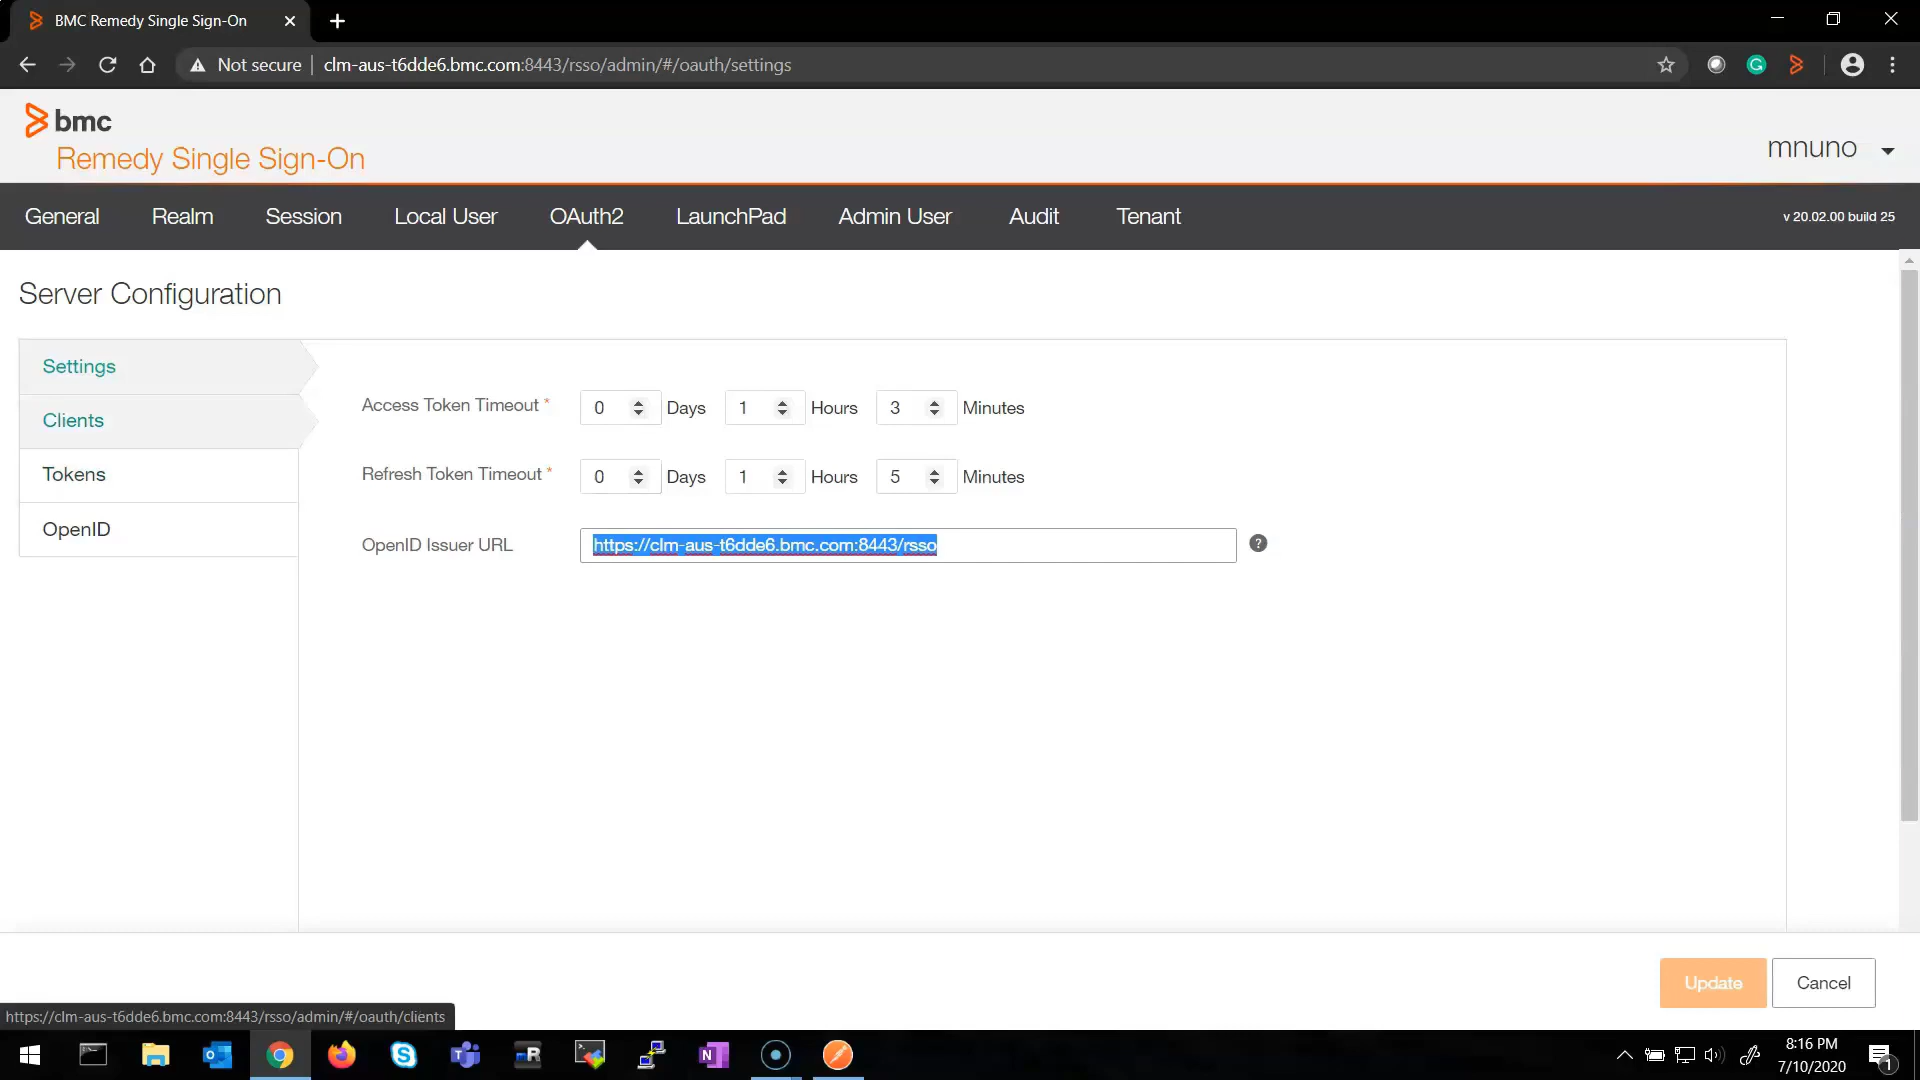 BMC Remedy Single Sign-On
Not secure
clm-aus-t6dde6.bmc.com:8443/rsso/admin/#/oauth/settings
bmc
Remedy Single Sign-On
mnuno
General Realm Session Local User OAuth2 LaunchPad Admin User Audit Tenant
v 20.02.00 build 25
Server Configuration
Settings
Clients
Tokens
OpenID
Access Token Timeout * 0 Days 1 Hours 3 Minutes
Refresh Token Timeout * 0 Days 1 Hours 5 Minutes
OpenID Issuer URL https://clm-aus-t6dde6.bmc.com:8443/rsso ?
Update Cancel
https://clm-aus-t6dde6.bmc.com:8443/rsso/admin/#/oauth/clients
8:16 PM
7/10/2020
1